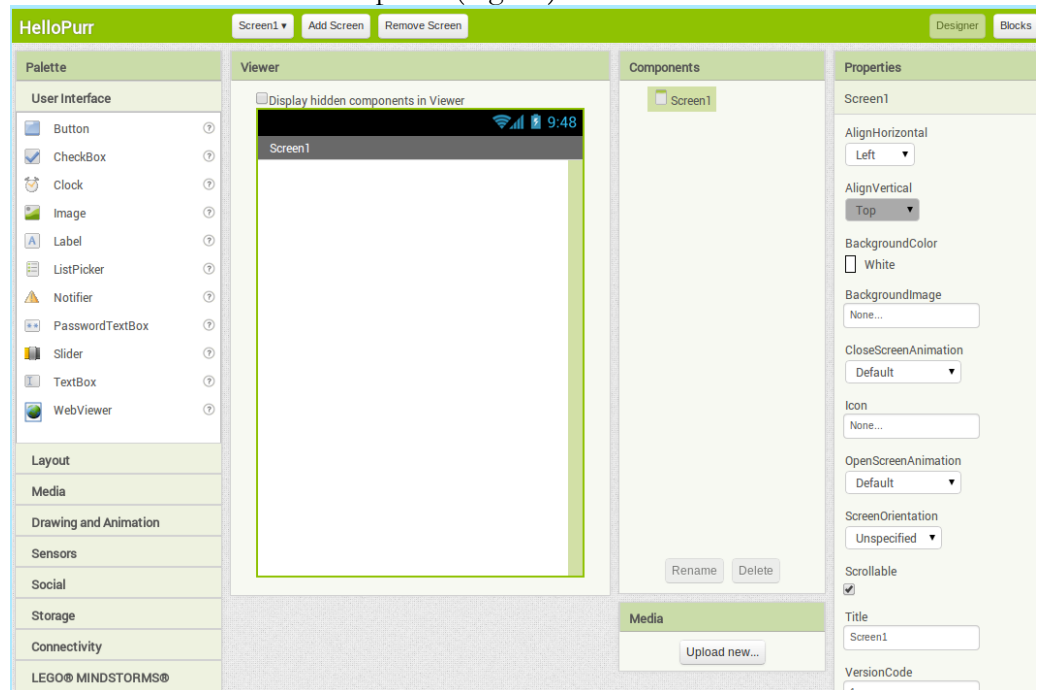 HelloPurr
Screen1 ▾ Add Screen Remove Screen
Designer Blocks
Palette
User Interface
Button
CheckBox
Clock
Image
Label
ListPicker
Notifier
PasswordTextBox
Slider
TextBox
WebViewer
Layout
Media
Drawing and Animation
Sensors
Social
Storage
Connectivity
LEGO® MINDSTORMS®
Viewer
Display hidden components in Viewer
9:48
Screen1
Components
Screen1
Rename Delete
Media
Upload new...
Properties
Screen1
AlignHorizontal
Left
AlignVertical
Top
BackgroundColor
White
BackgroundImage
None...
CloseScreenAnimation
Default
Icon
None...
OpenScreenAnimation
Default
ScreenOrientation
Unspecified
Scrollable
Title
Screen1
VersionCode